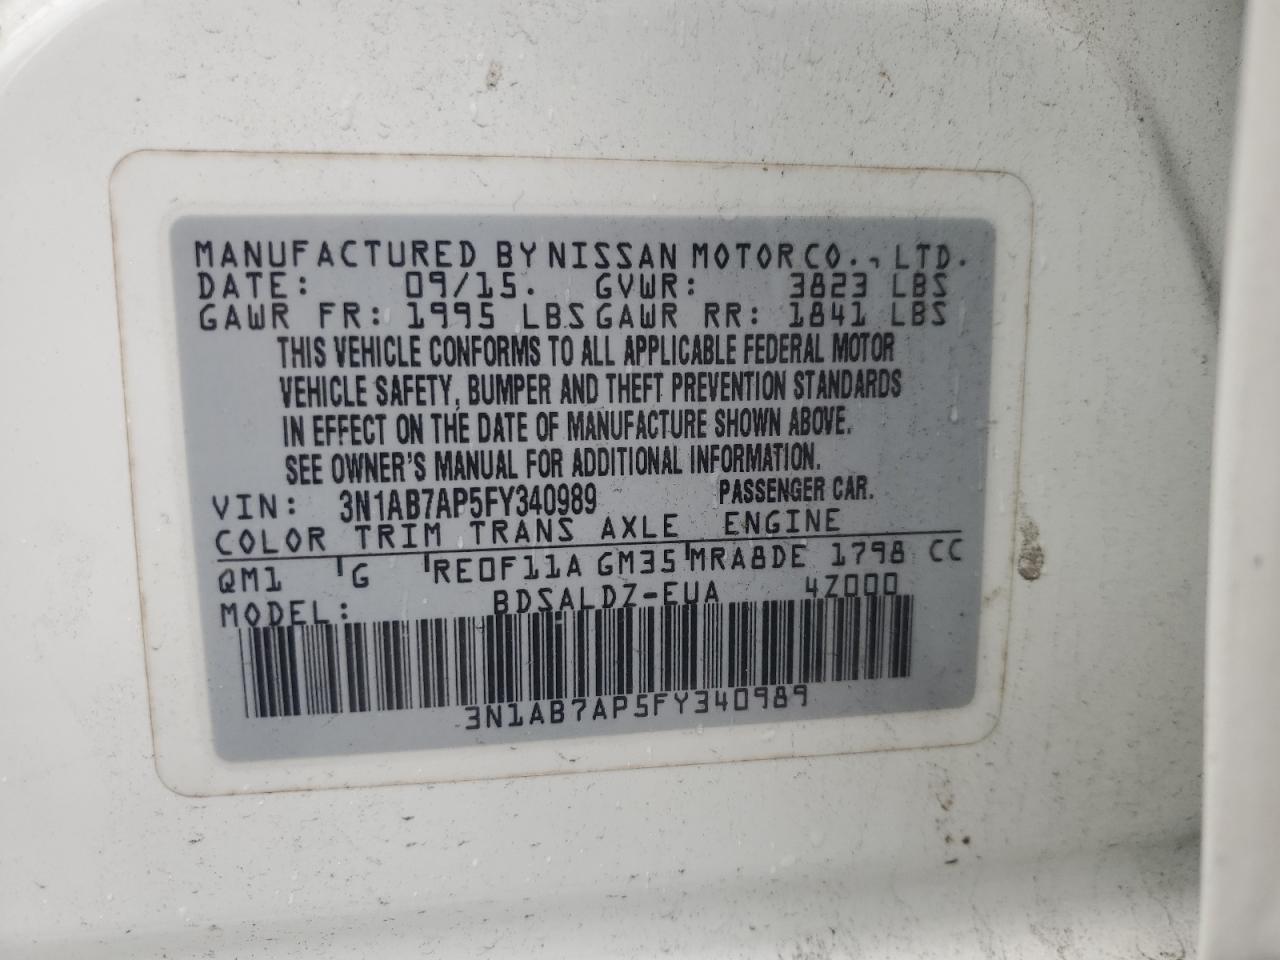 MANUFACTURED BY NISSAN MOTOR CO., LTD.
DATE: 09/15. GVWR: 3823 LBS
GAWR FR: 1995 LBS GAWR RR: 1841 LBS
THIS VEHICLE CONFORMS TO ALL APPLICABLE FEDERAL MOTOR
VEHICLE SAFETY, BUMPER AND THEFT PREVENTION STANDARDS
IN EFFECT ON THE DATE OF MANUFACTURE SHOWN ABOVE.
SEE OWNER'S MANUAL FOR ADDITIONAL INFORMATION.
VIN: 3N1AB7AP5FY340989 PASSENGER CAR.
COLOR TRIM TRANS AXLE ENGINE
QM1 G RE0F11A GM35 MRA8DE 1798 CC
MODEL: BDSALDZ-EUA 4Z000
3N1AB7AP5FY340989